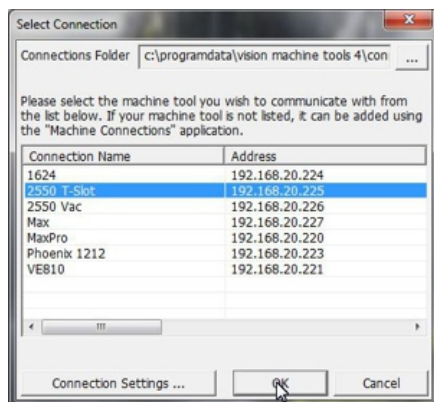 Select Connection
Connections Folder c:\programdata\vision machine tools 4\con ...
Please select the machine tool you wish to communicate with from
the list below. If your machine tool is not listed, it can be added using
the "Machine Connections" application.
Connection Name Address
1624 192.168.20.224
2550 T-Slot 192.168.20.225
2550 Vac 192.168.20.226
Max 192.168.20.227
MaxPro 192.168.20.220
Phoenix 1212 192.168.20.223
VE810 192.168.20.221
Connection Settings ... OK Cancel